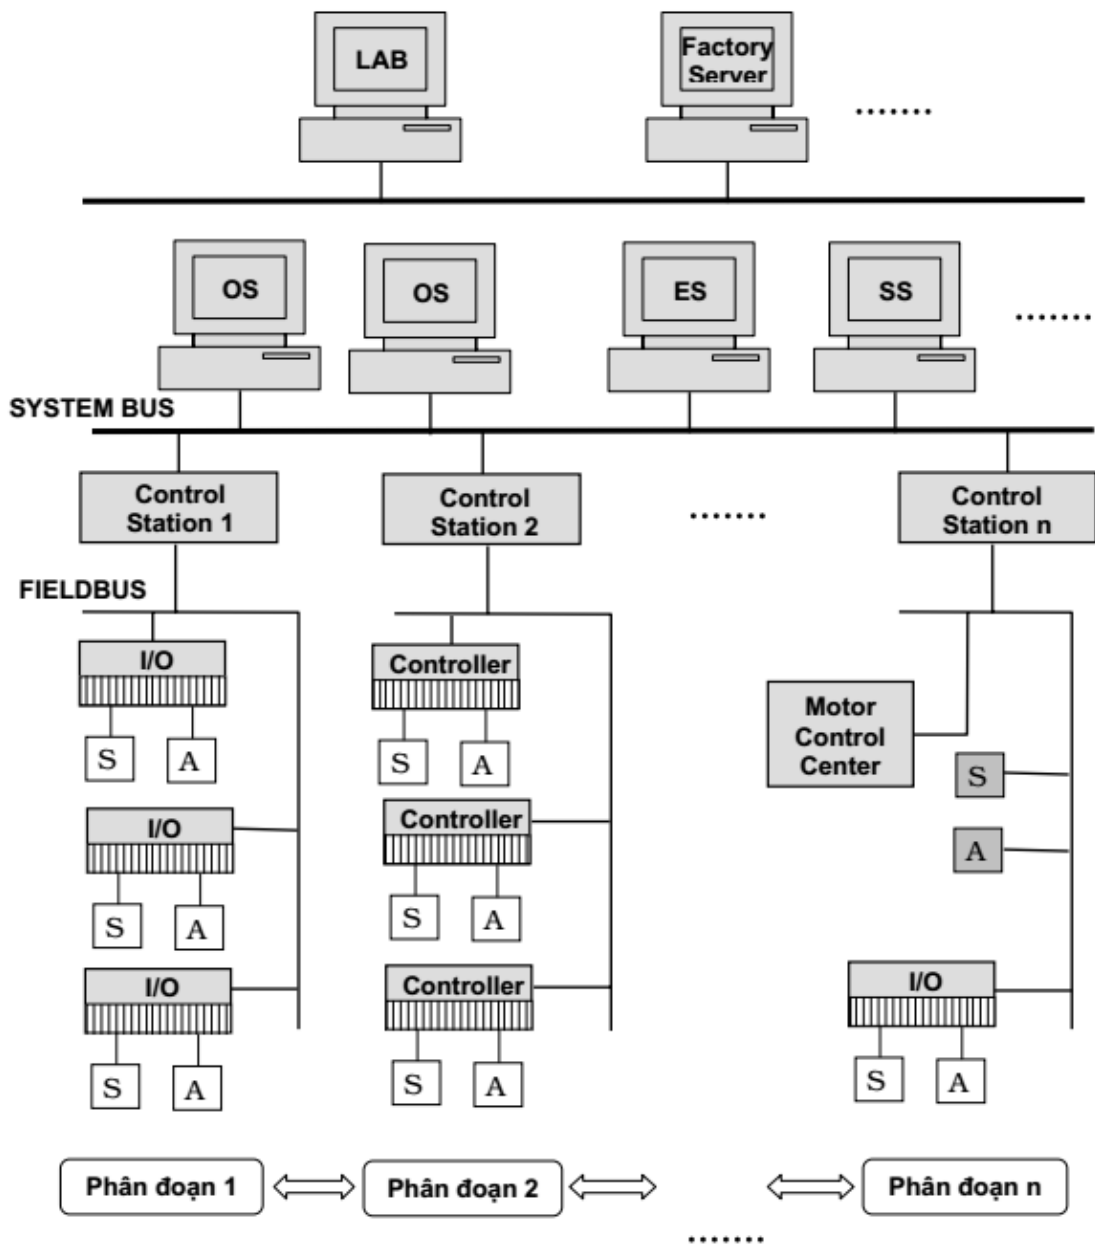 LAB
Factory
Server
.......
OS
OS
ES
SS
.......
SYSTEM BUS
Control
Station 1
Control
Station 2
.......
Control
Station n
FIELDBUS
I/O
S
A
I/O
S
A
I/O
S
A
Controller
S
A
Controller
S
A
Controller
S
A
Motor
Control
Center
S
A
I/O
S
A
Phân đoạn 1
Phân đoạn 2
Phân đoạn n
.......